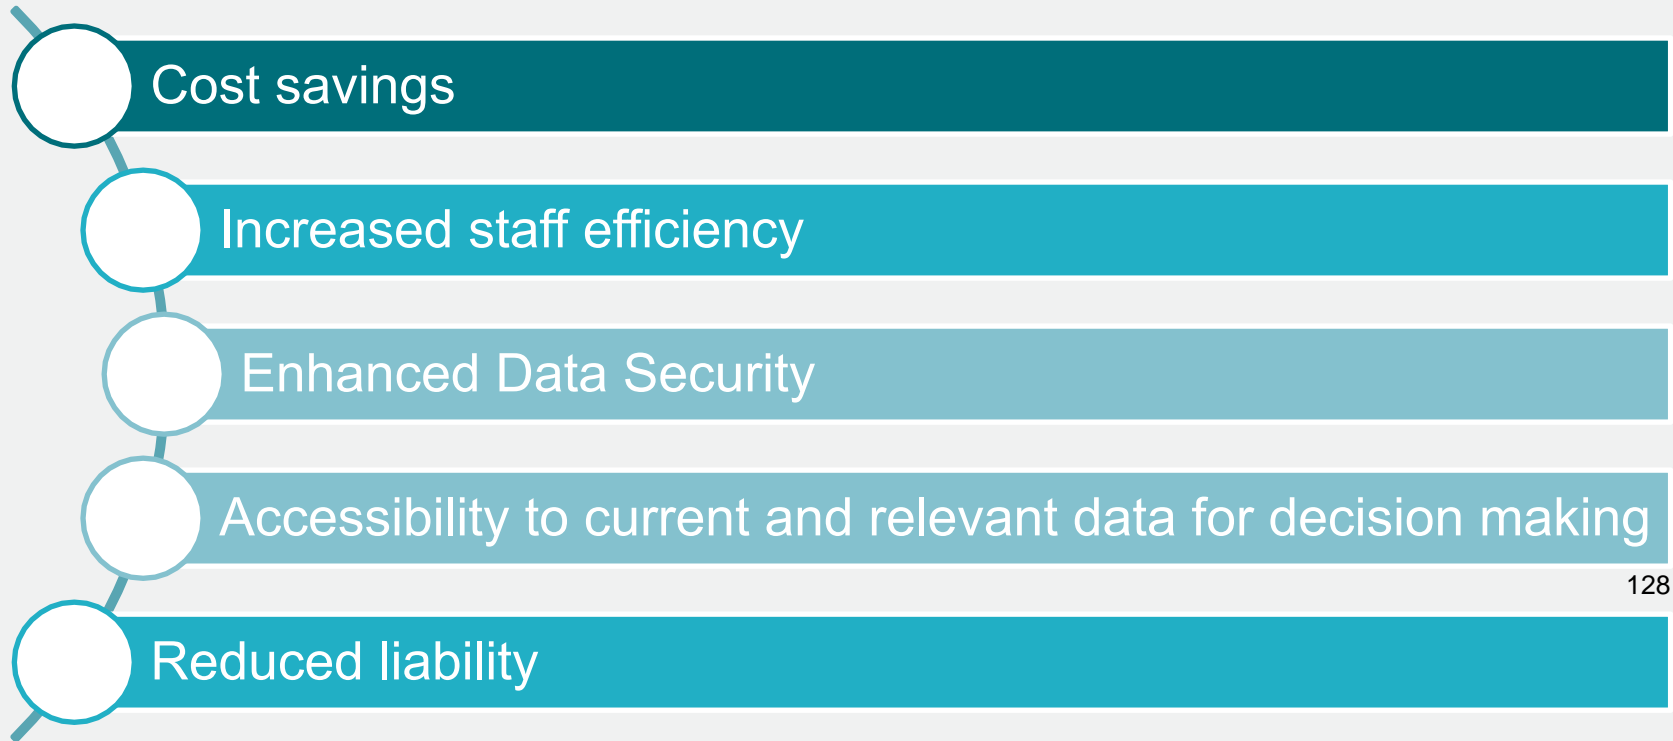 Cost savings
Increased staff efficiency
Enhanced Data Security
Accessibility to current and relevant data for decision making
128
Reduced liability